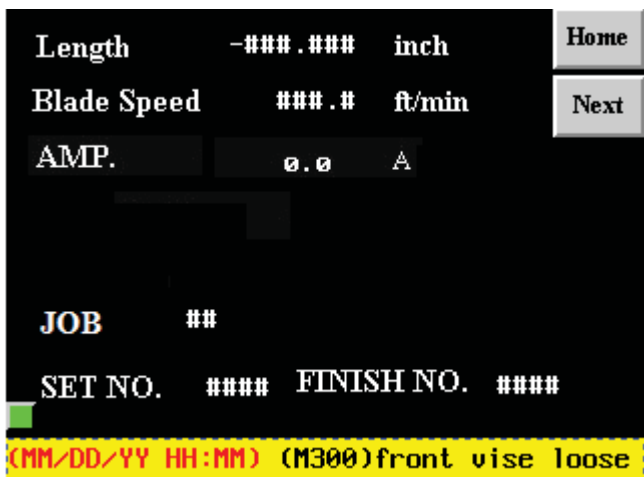 Length -###.### inch Home
Blade Speed ###.# ft/min Next
AMP. 0.0 A
JOB ##
SET NO. #### FINISH NO. ####
(MM/DD/YY HH:MM) (M300)front vise loose